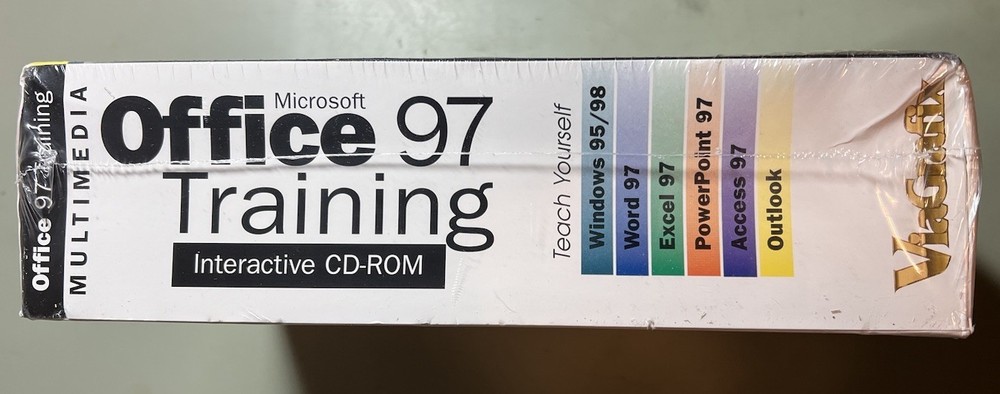 Office 97 Training
MULTIMEDIA
Microsoft
Office 97
Training
Interactive CD-ROM
Teach Yourself
Windows 95/98
Word 97
Excel 97
PowerPoint 97
Access 97
Outlook
ViaGrafix